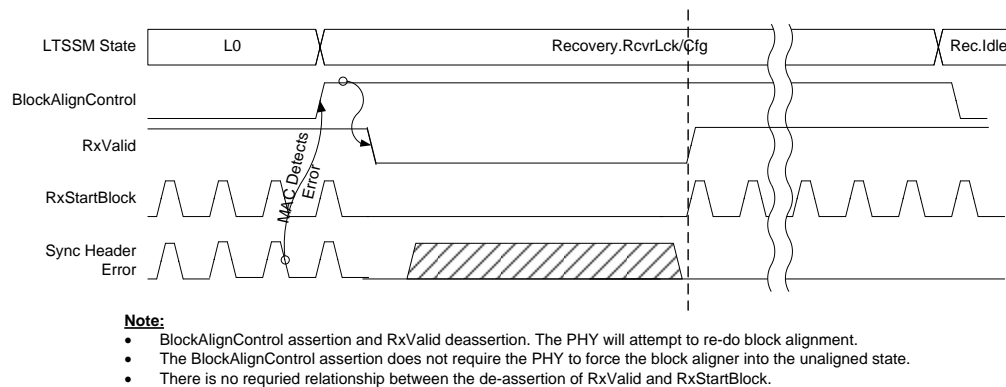 LTSSM State
L0
Recovery.RcvrLck/Cfg
Rec.Idle
BlockAlignControl
RxValid
MAC Detects
Error
RxStartBlock
Sync Header
Error
Note:
• BlockAlignControl assertion and RxValid deassertion. The PHY will attempt to re-do block alignment.
• The BlockAlignControl assertion does not require the PHY to force the block aligner into the unaligned state.
• There is no requried relationship between the de-assertion of RxValid and RxStartBlock.